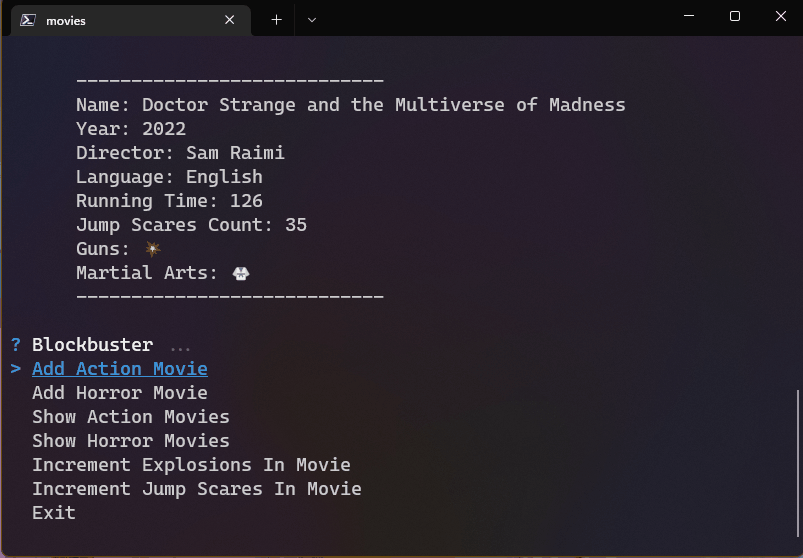 movies
----------------------------
Name: Doctor Strange and the Multiverse of Madness
Year: 2022
Director: Sam Raimi
Language: English
Running Time: 126
Jump Scares Count: 35
Guns: 💥
Martial Arts: 🥋
----------------------------
? Blockbuster ...
> Add Action Movie
Add Horror Movie
Show Action Movies
Show Horror Movies
Increment Explosions In Movie
Increment Jump Scares In Movie
Exit